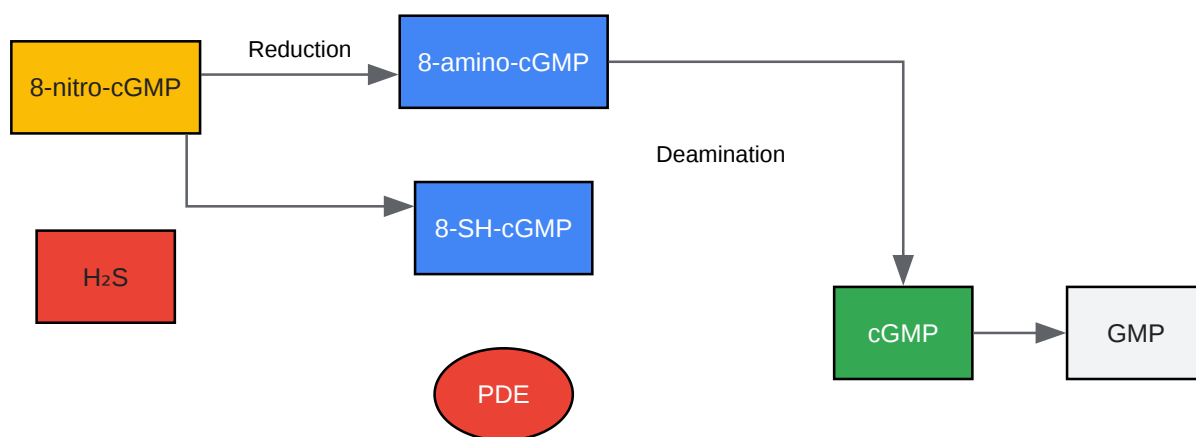 Reduction
8-nitro-cGMP
8-amino-cGMP
Deamination
8-SH-cGMP
H₂S
cGMP
GMP
PDE